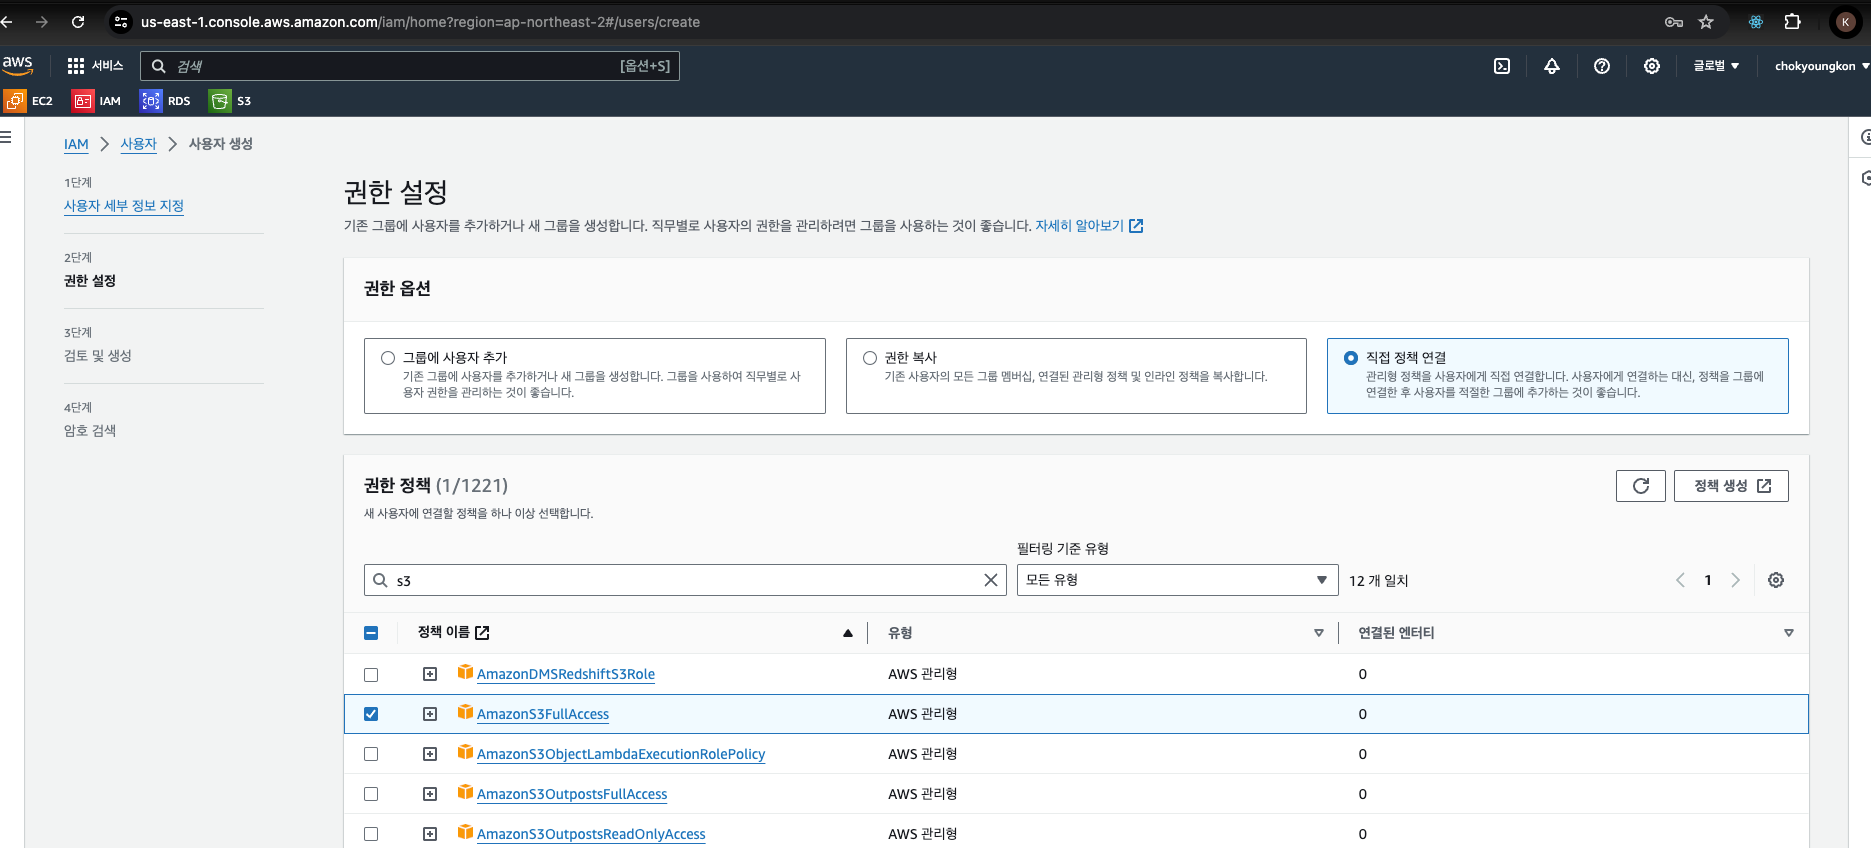 us-east-1.console.aws.amazon.com/iam/home?region=ap-northeast-2#/users/create
K
aws
서비스
검색
[옵션+S]
글로벌
chokyoungkon
EC2
IAM
RDS
S3
IAM
사용자
사용자 생성
1단계
사용자 세부 정보 지정
2단계
권한 설정
3단계
검토 및 생성
4단계
암호 검색
권한 설정
기존 그룹에 사용자를 추가하거나 새 그룹을 생성합니다. 직무별로 사용자의 권한을 관리하려면 그룹을 사용하는 것이 좋습니다. 자세히 알아보기
권한 옵션
그룹에 사용자 추가
기존 그룹에 사용자를 추가하거나 새 그룹을 생성합니다. 그룹을 사용하여 직무별로 사
용자 권한을 관리하는 것이 좋습니다.
권한 복사
기존 사용자의 모든 그룹 멤버십, 연결된 관리형 정책 및 인라인 정책을 복사합니다.
직접 정책 연결
관리형 정책을 사용자에게 직접 연결합니다. 사용자에게 연결하는 대신, 정책을 그룹에
연결한 후 사용자를 적절한 그룹에 추가하는 것이 좋습니다.
권한 정책 (1/1221)
새 사용자에 연결할 정책을 하나 이상 선택합니다.
정책 생성
필터링 기준 유형
s3
모든 유형
12 개 일치
1
정책 이름
유형
연결된 엔터티
AmazonDMSRedshiftS3Role
AWS 관리형
0
AmazonS3FullAccess
AWS 관리형
0
AmazonS3ObjectLambdaExecutionRolePolicy
AWS 관리형
0
AmazonS3OutpostsFullAccess
AWS 관리형
0
AmazonS3OutpostsReadOnlyAccess
AWS 관리형
0